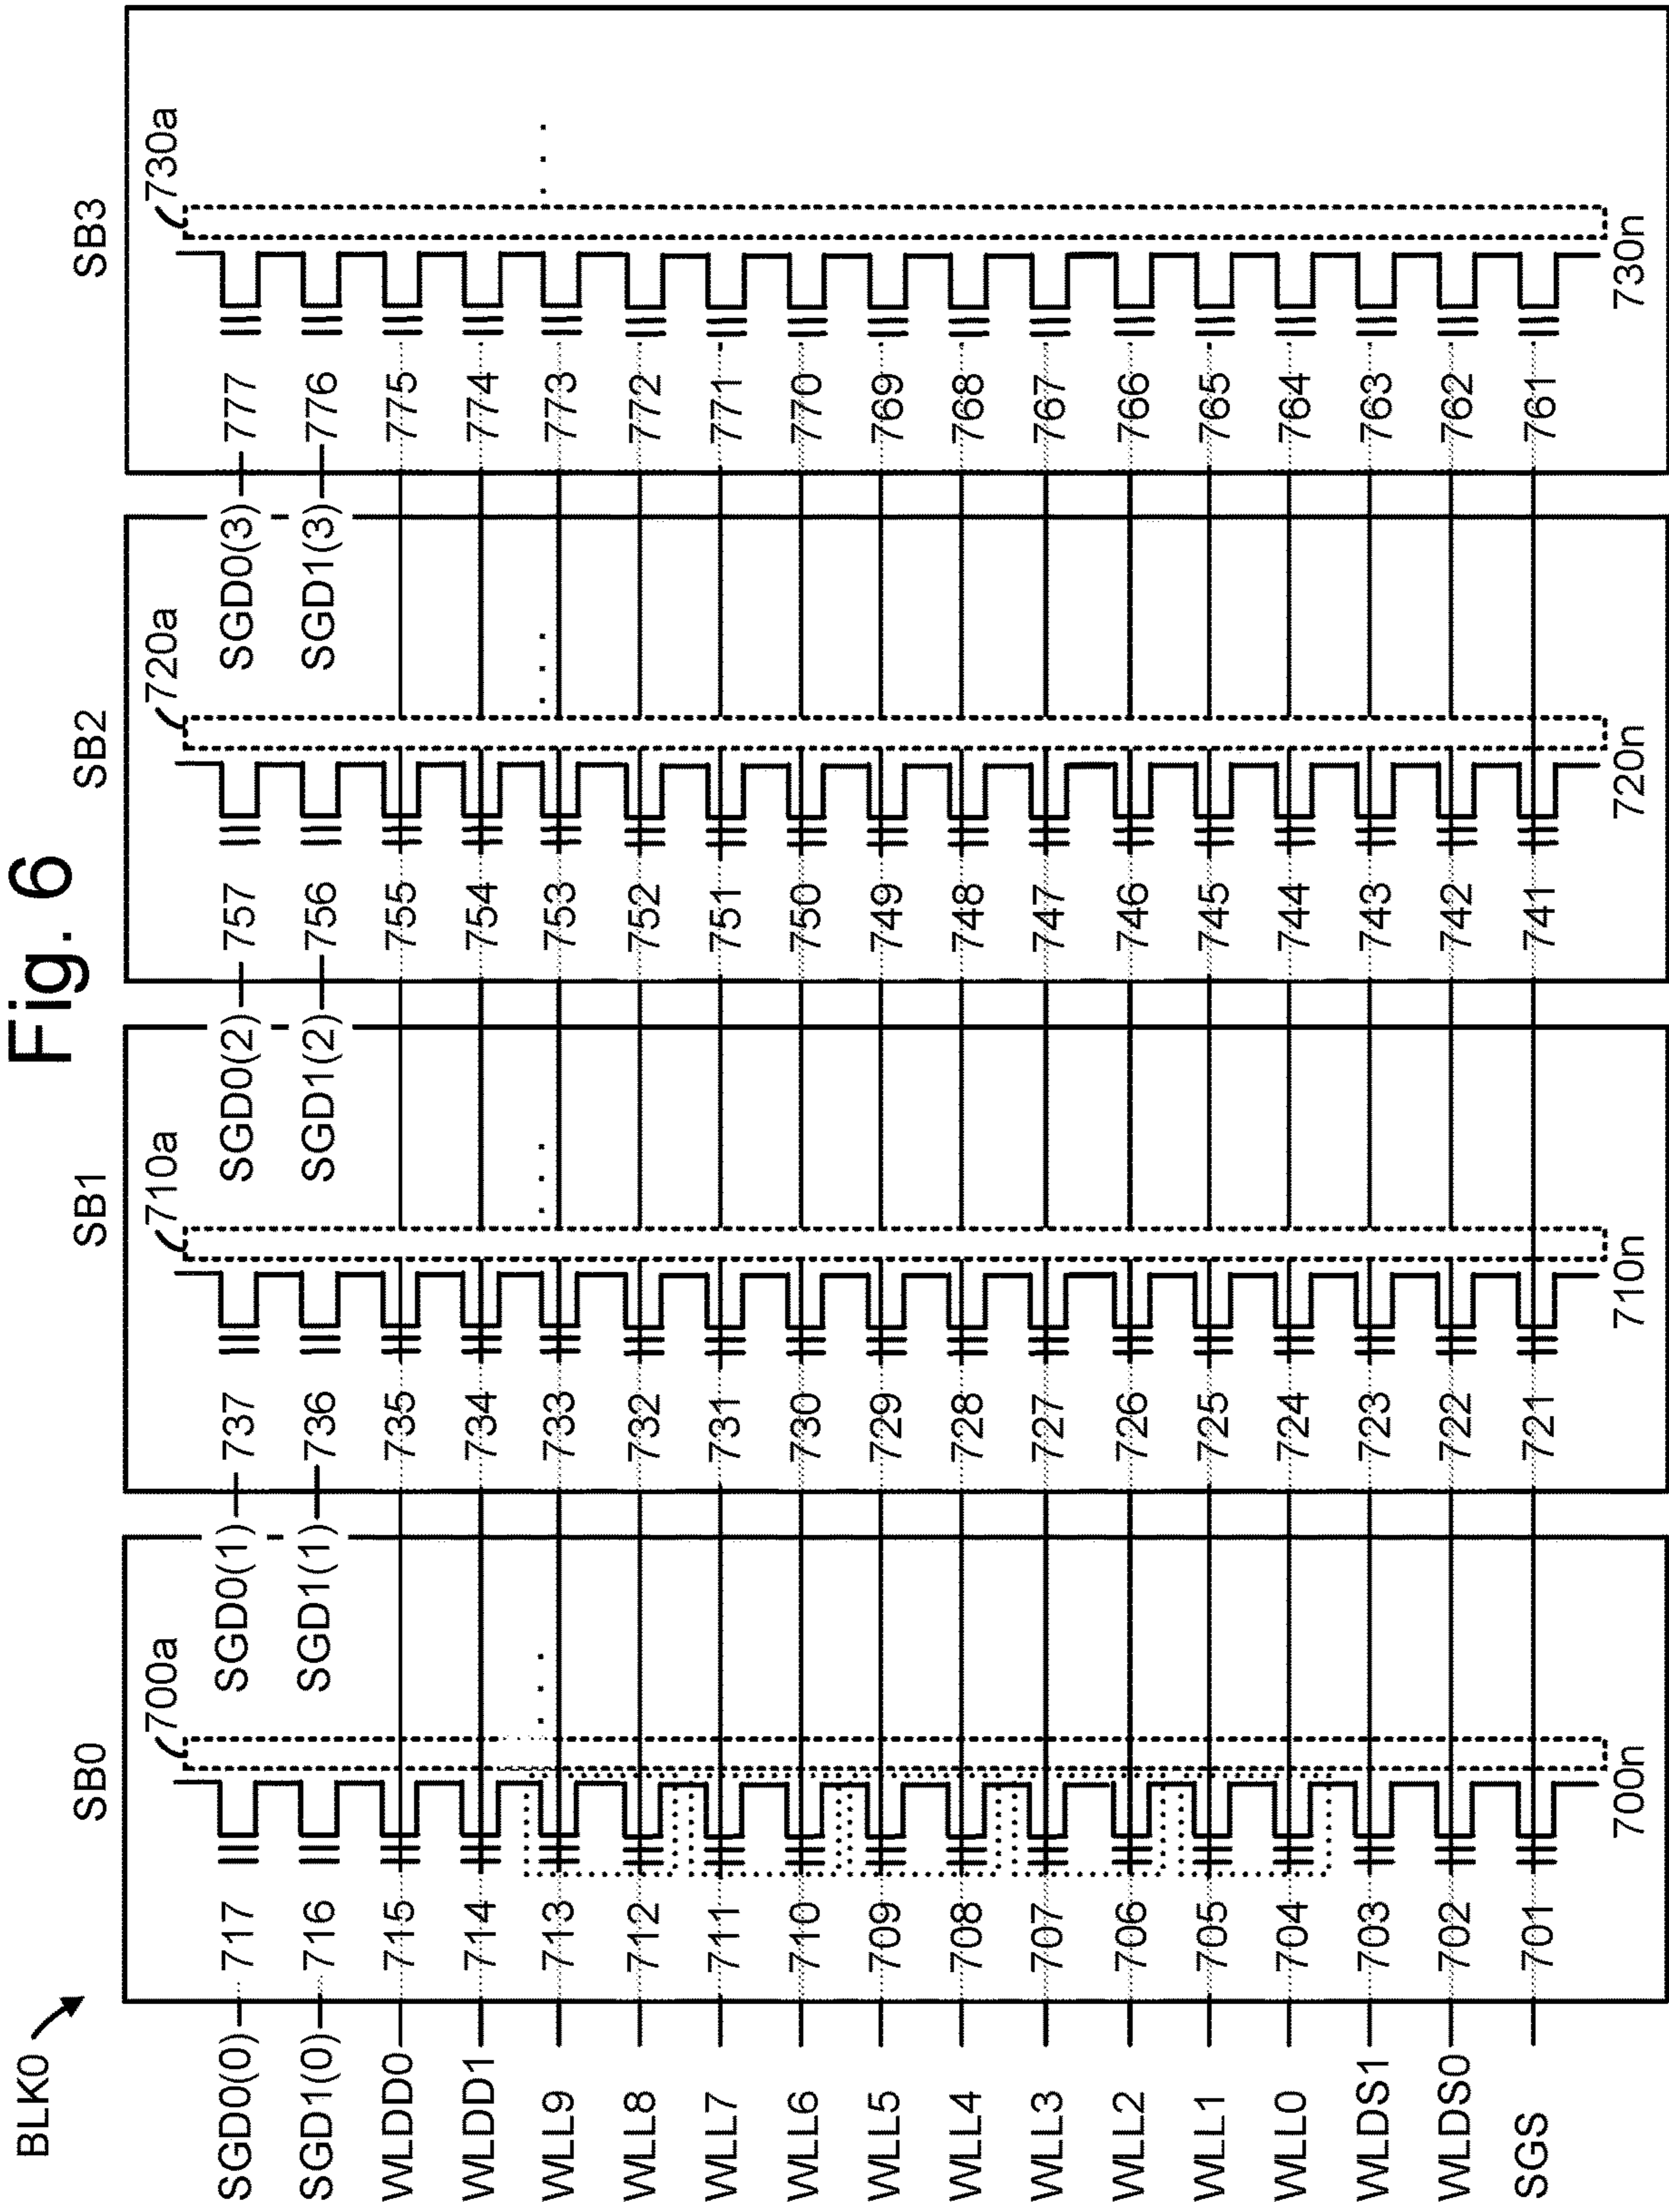 Fig. 6
BLK0
SB0 SB1 SB2 SB3
700a 710a 720a 730a
SGD0(0) 717 SGD0(1) 737 SGD0(2) 757 SGD0(3) 777
SGD1(0) 716 SGD1(1) 736 SGD1(2) 756 SGD1(3) 776
WLDD0 715 735 755 775
WLDD1 714 734 754 774
WLL9 713 733 753 773
WLL8 712 732 752 772
WLL7 711 731 751 771
WLL6 710 730 750 770
WLL5 709 729 749 769
WLL4 708 728 748 768
WLL3 707 727 747 767
WLL2 706 726 746 766
WLL1 705 725 745 765
WLL0 704 724 744 764
WLDS1 703 723 743 763
WLDS0 702 722 742 762
SGS 701 721 741 761
700n 710n 720n 730n